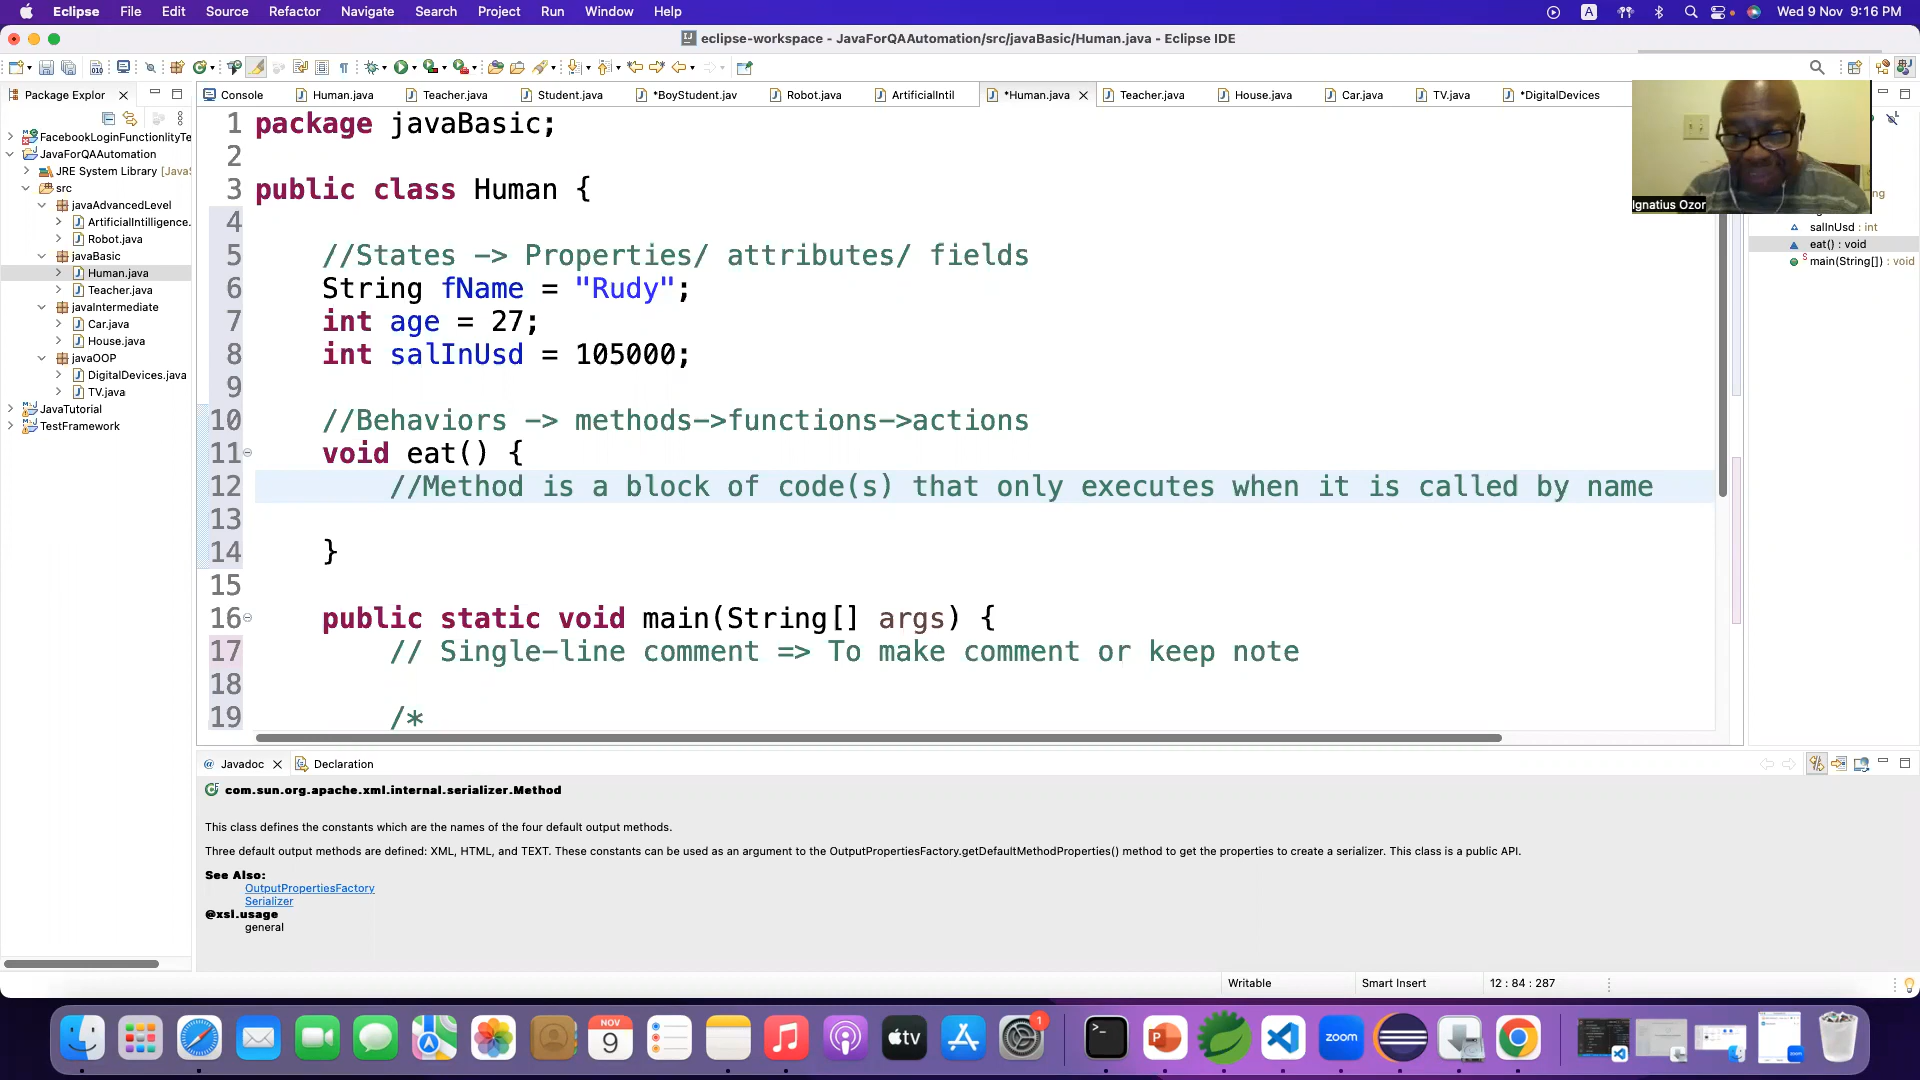 Eclipse File Edit Source Refactor Navigate Search Project Run Window Help A Wed 9 Nov 9:16 PM
eclipse-workspace - JavaForQAAutomation/src/javaBasic/Human.java - Eclipse IDE
Package Explor Console Human.java Teacher.java Student.java *BoyStudent.jav Robot.java ArtificialIntil *Human.java Teacher.java House.java Car.java TV.java *DigitalDevices
FacebookLoginFunctionlityTe
JavaForQAAutomation
JRE System Library [JavaS
src
javaAdvancedLevel
ArtificialIntilligence.
Robot.java
javaBasic
Human.java
Teacher.java
javaIntermediate
Car.java
House.java
javaOOP
DigitalDevices.java
TV.java
JavaTutorial
TestFramework
1 package javaBasic;
2
3 public class Human {
4
5 //States -> Properties/ attributes/ fields
6 String fName = "Rudy";
7 int age = 27;
8 int salInUsd = 105000;
9
10 //Behaviors -> methods->functions->actions
11 void eat() {
12 //Method is a block of code(s) that only executes when it is called by name
13
14 }
15
16 public static void main(String[] args) {
17 // Single-line comment => To make comment or keep note
18
19 /*
Ignatius Ozor
ng
salInUsd : int
eat() : void
main(String[]) : void
@ Javadoc Declaration
com.sun.org.apache.xml.internal.serializer.Method
This class defines the constants which are the names of the four default output methods.
Three default output methods are defined: XML, HTML, and TEXT. These constants can be used as an argument to the OutputPropertiesFactory.getDefaultMethodProperties() method to get the properties to create a serializer. This class is a public API.
See Also:
OutputPropertiesFactory
Serializer
@xsl.usage
general
Writable Smart Insert 12 : 84 : 287
NOV
9
tv
1
zoom